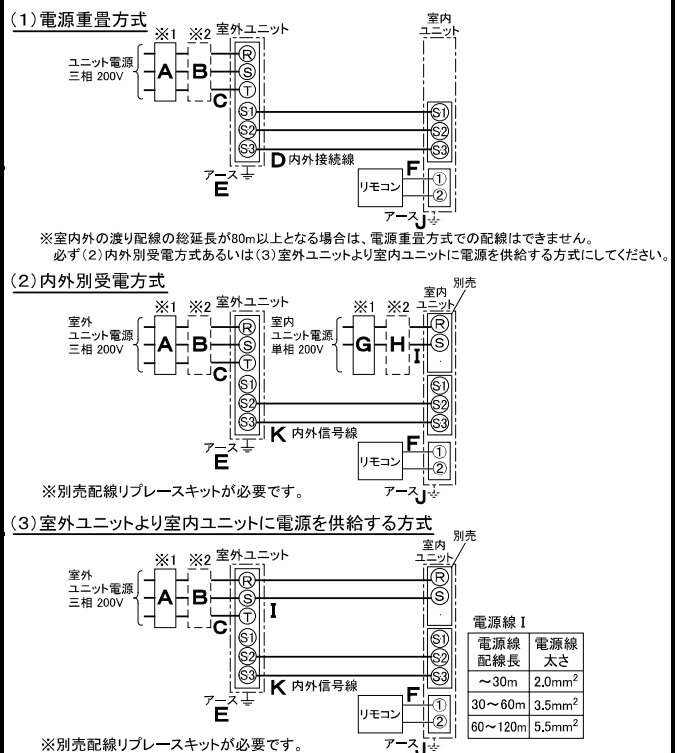 (1)電源重畳方式
※1 ※2 室外ユニット
室内
ユニット
ユニット電源
三相 200V
A B C
R
S
T
S1
S2
S3
S1
S2
S3
D 内外接続線
アース
E
リモコン
F
①
②
アース J
※室内外の渡り配線の総延長が80m以上となる場合は、電源重畳方式での配線はできません。
必ず(2)内外別受電方式あるいは(3)室外ユニットより室内ユニットに電源を供給する方式にしてください。
(2)内外別受電方式
※1 ※2 室外ユニット
※1 ※2
室内
ユニット
別売
室外
ユニット電源
三相 200V
A B C
R
S
T
S1
S2
S3
室内
ユニット電源
単相 200V
G H I
R
S
S1
S2
S3
K 内外信号線
アース
E
リモコン
F
①
②
アース J
※別売配線リプレースキットが必要です。
(3)室外ユニットより室内ユニットに電源を供給する方式
※1 ※2 室外ユニット
室内
ユニット
別売
室外
ユニット電源
三相 200V
A B C
R
S
T
S1
S2
S3
I
R
S
S1
S2
S3
K 内外信号線
アース
E
リモコン
F
①
②
アース J
※別売配線リプレースキットが必要です。
電源線 I
電源線
配線長
電源線
太さ
～30m 2.0mm²
30～60m 3.5mm²
60～120m 5.5mm²